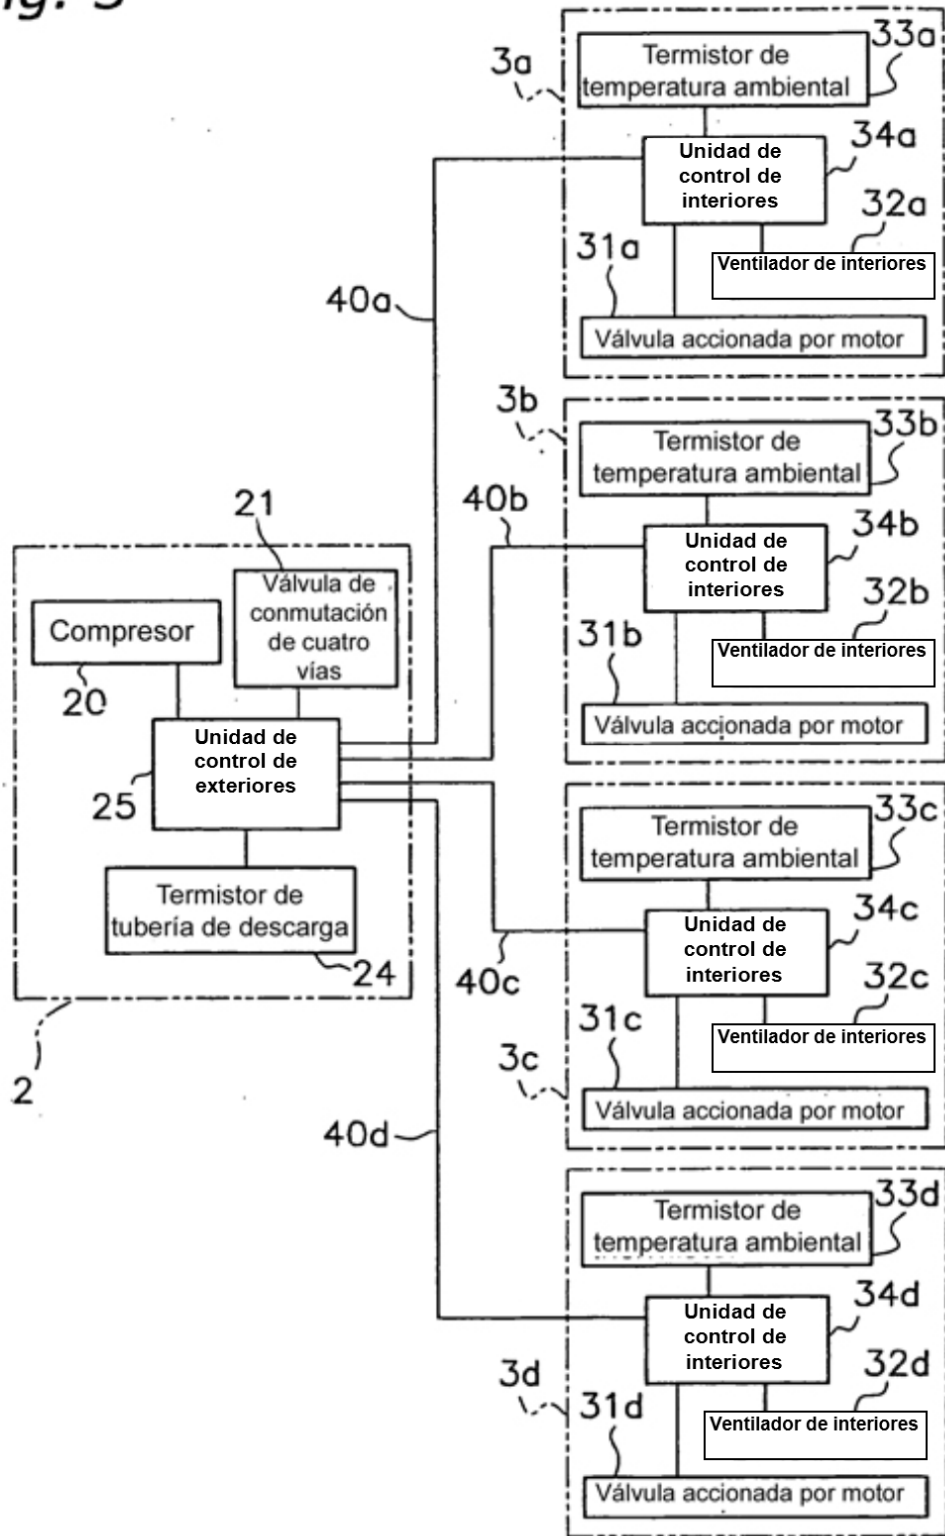 3a
33a
Termistor de
temperatura ambiental
34a
Unidad de
control de
interiores
32a
31a
Ventilador de interiores
40a
Válvula accionada por motor
3b
33b
Termistor de
temperatura ambiental
40b
34b
Unidad de
control de
interiores
32b
31b
Ventilador de interiores
Válvula accionada por motor
21
Válvula de
conmutación
de cuatro
vías
Compresor
20
Unidad de
control de
exteriores
25
Termistor de
tubería de descarga
24
2
33c
Termistor de
temperatura ambiental
34c
Unidad de
control de
interiores
40c
32c
31c
Ventilador de interiores
3c
Válvula accionada por motor
40d
33d
Termistor de
temperatura ambiental
34d
Unidad de
control de
interiores
3d
32d
31d
Ventilador de interiores
Válvula accionada por motor